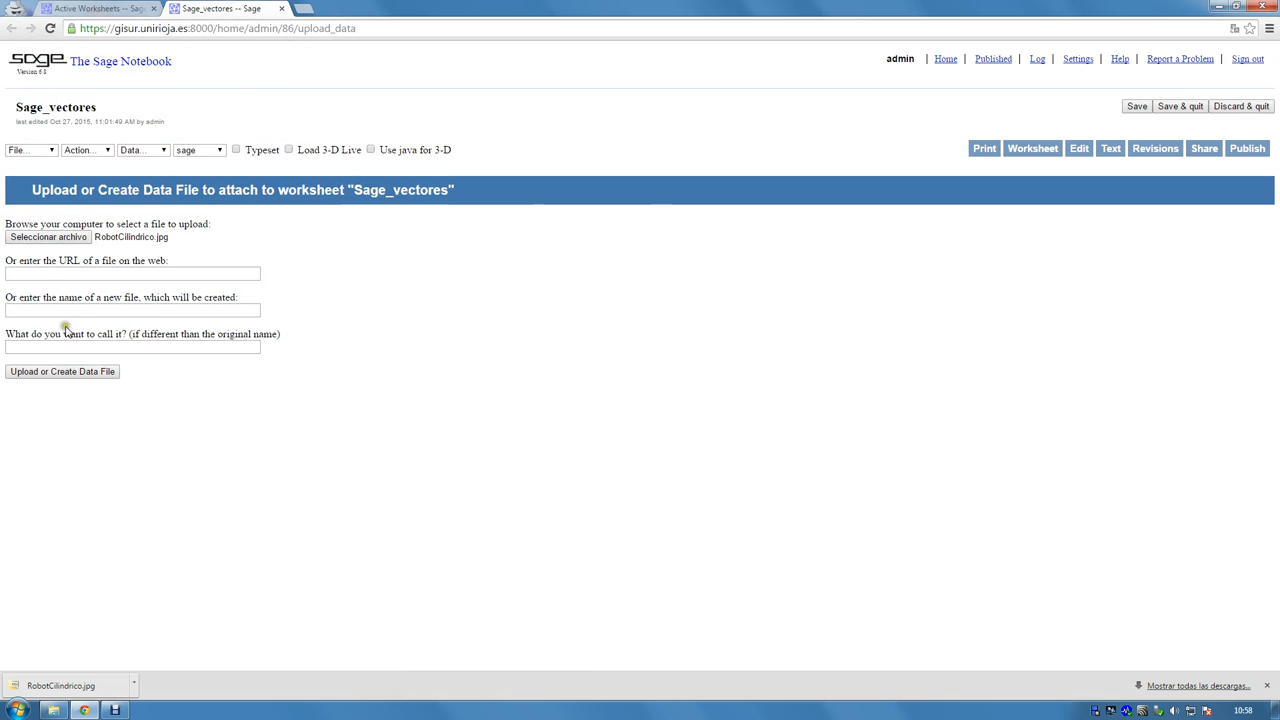 Active Worksheets -- Sag
Sage_vectores -- Sage
https://gisur.unirioja.es:8000/home/admin/86/upload_data
sage The Sage Notebook
admin | Home | Published | Log | Settings | Help | Report a Problem | Sign out
Sage_vectores
last edited Oct 27, 2015, 11:01:49 AM by admin
Save Save & quit Discard & quit
File... Action... Data... sage Typeset Load 3-D Live Use java for 3-D
Print Worksheet Edit Text Revisions Share Publish
Upload or Create Data File to attach to worksheet "Sage_vectores"
Browse your computer to select a file to upload:
Seleccionar archivo RobotCilindrico.jpg
Or enter the URL of a file on the web:
Or enter the name of a new file, which will be created:
What do you want to call it? (if different than the original name)
Upload or Create Data File
RobotCilindrico.jpg
Mostrar todas las descargas...
10:58